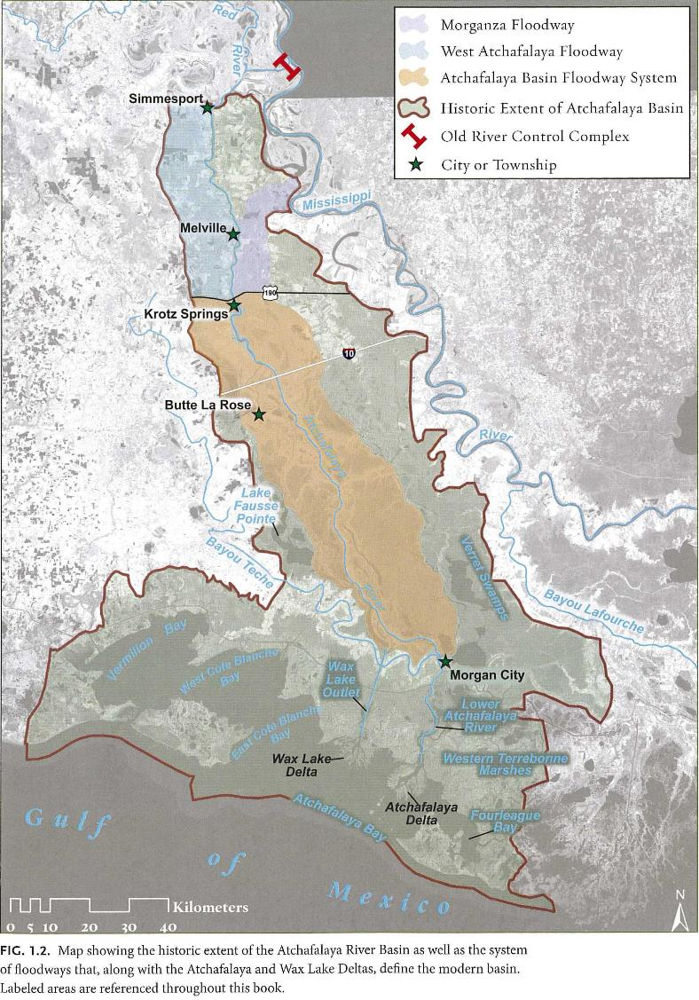 Red
River
Morganza Floodway
West Atchafalaya Floodway
Atchafalaya Basin Floodway System
Historic Extent of Atchafalaya Basin
Old River Control Complex
City or Township
Simmesport
Mississippi
Melville
190
Krotz Springs
10
Butte La Rose
Atchafalaya
River
Lake
Fausse
Pointe
Bayou Teche
Verret Swamps
River
Bayou Lafourche
Vermilion Bay
West Cote Blanche
Bay
Wax
Lake
Outlet
Morgan City
Lower
Atchafalaya
River
East Cote Blanche
Bay
Wax Lake
Delta
Western Terrebonne
Marshes
Atchafalaya
Delta
Atchafalaya Bay
Fourleague
Bay
Gulf
of
Mexico
N
Kilometers
0 5 10 20 30 40
FIG. 1.2. Map showing the historic extent of the Atchafalaya River Basin as well as the system
of floodways that, along with the Atchafalaya and Wax Lake Deltas, define the modern basin.
Labeled areas are referenced throughout this book.